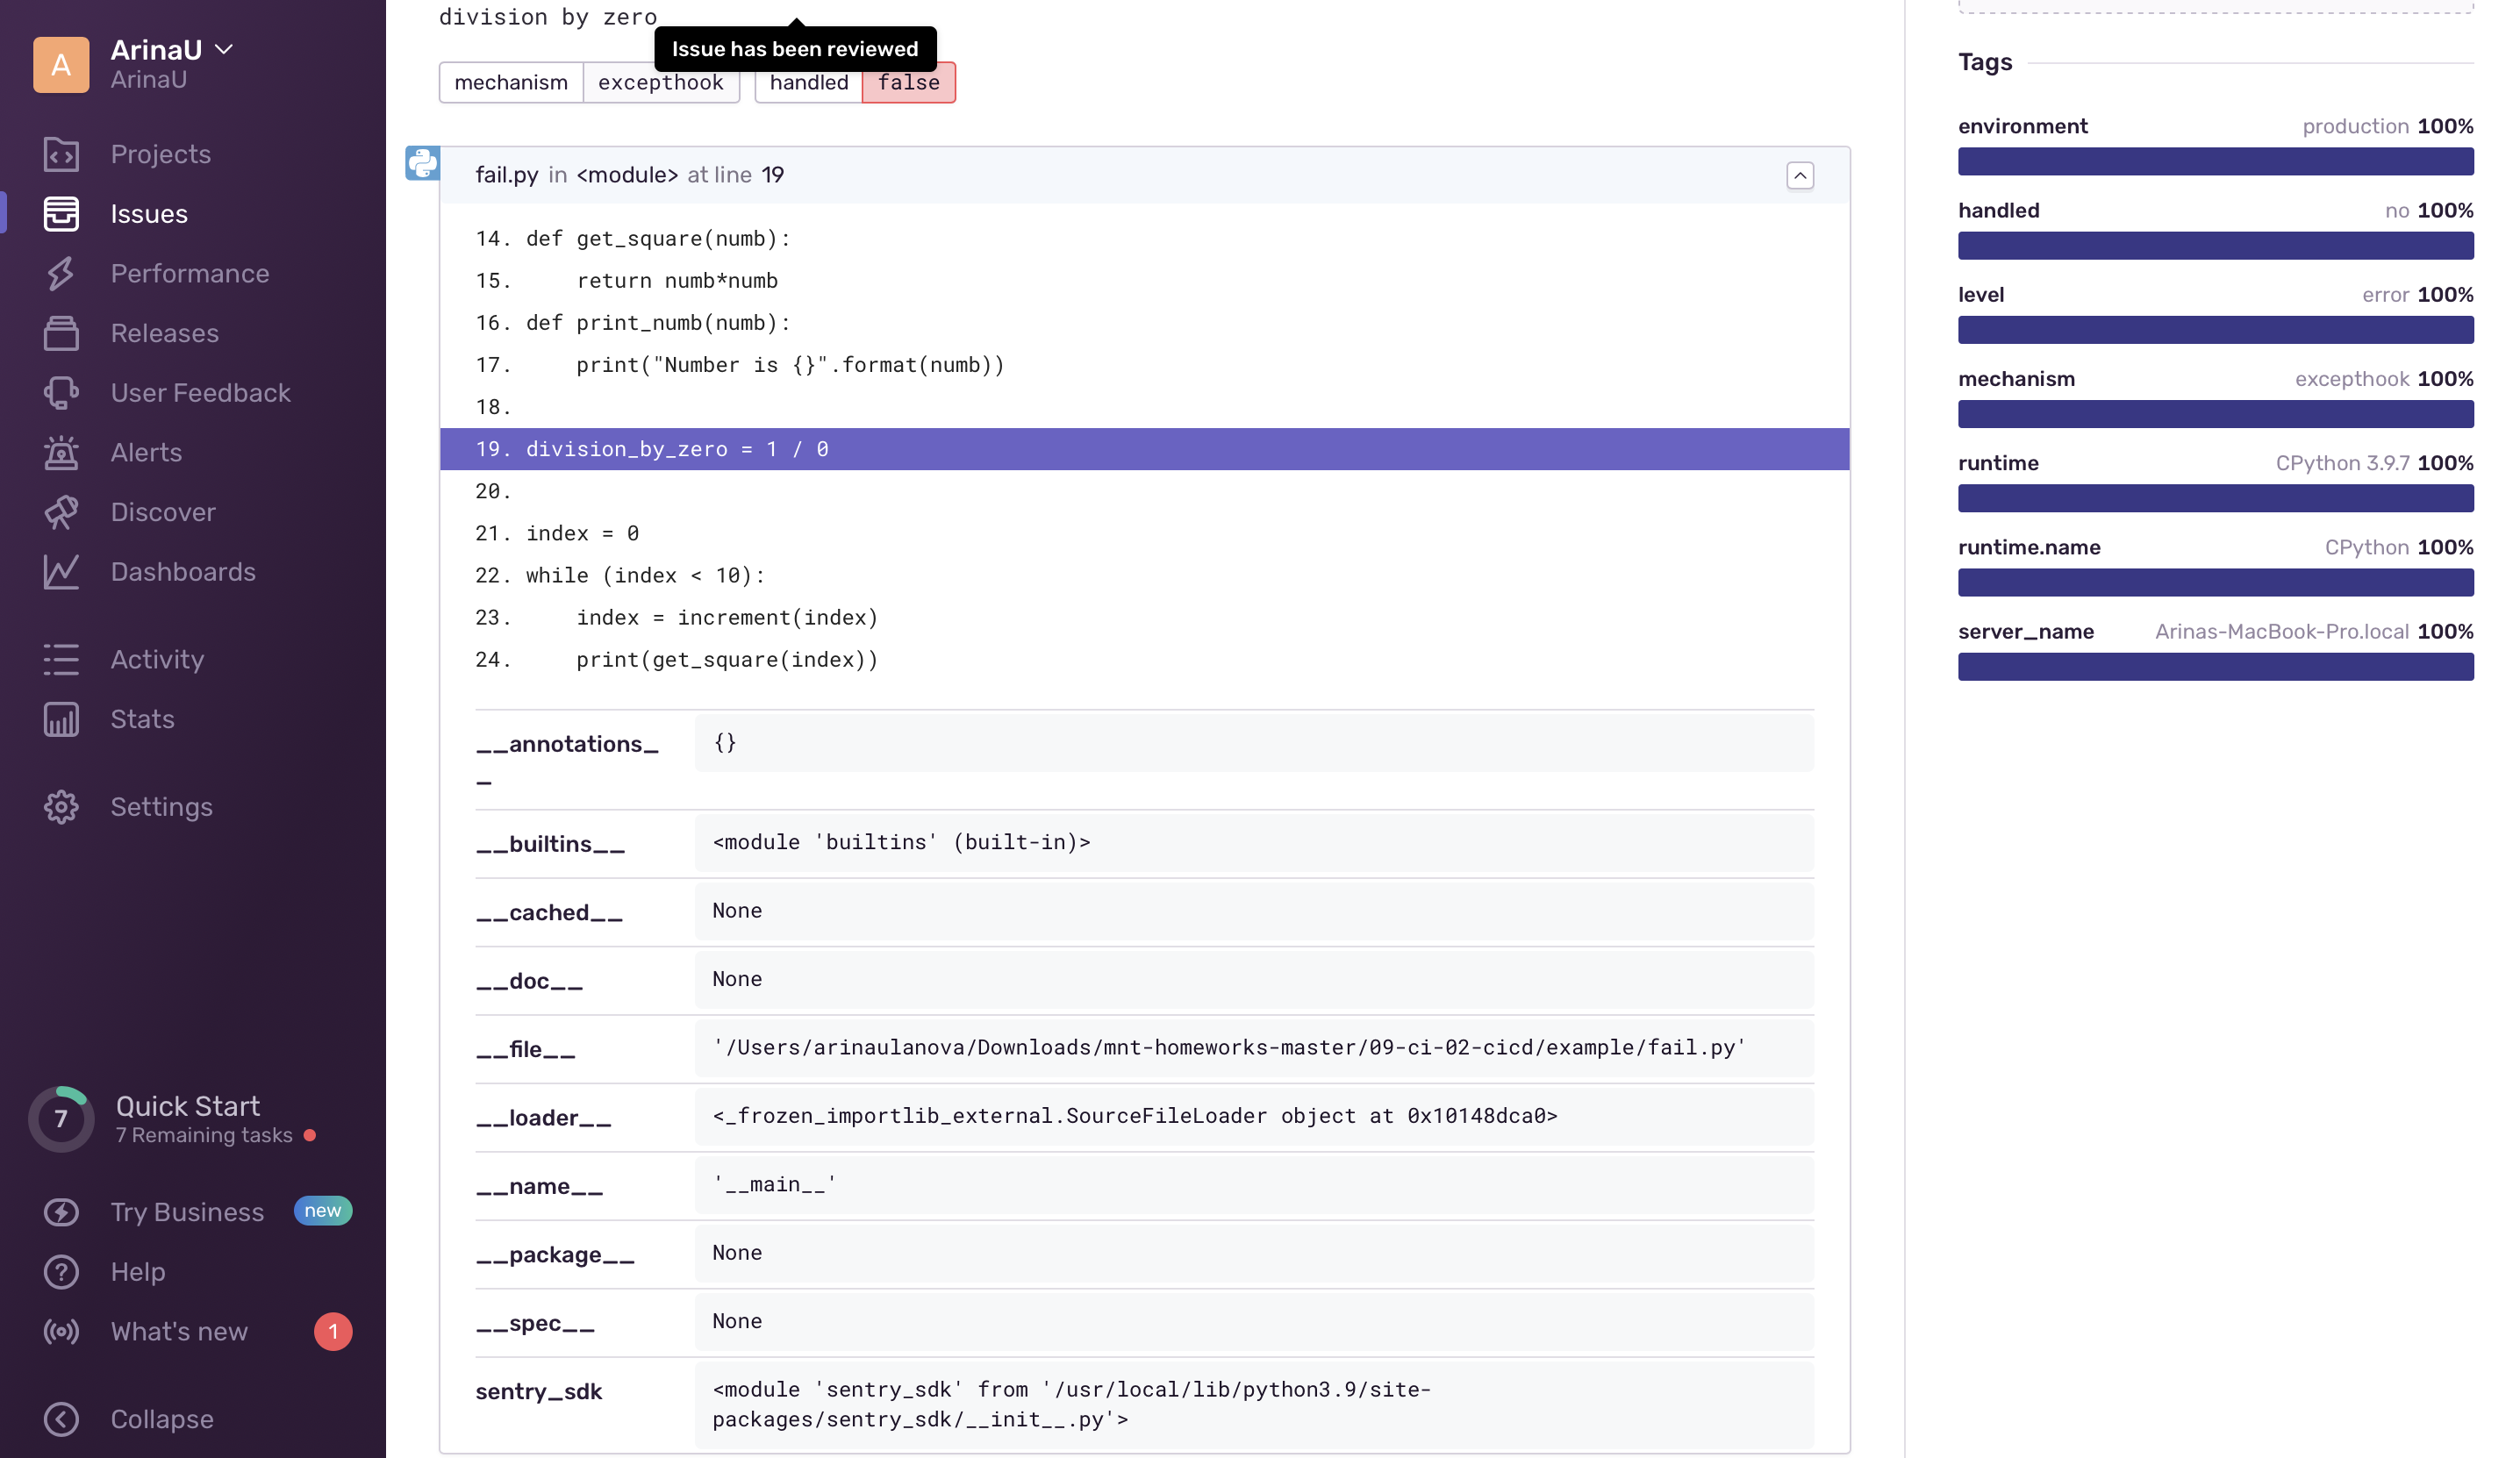 A
ArinaU
ArinaU
Projects
Issues
Performance
Releases
User Feedback
Alerts
Discover
Dashboards
Activity
Stats
Settings
7
Quick Start
7 Remaining tasks
Try Business new
Help
What's new 1
Collapse
division by zero
Issue has been reviewed
mechanism excepthook handled false
fail.py in <module> at line 19
14. def get_square(numb):
15.     return numb*numb
16. def print_numb(numb):
17.     print("Number is {}".format(numb))
18.
19. division_by_zero = 1 / 0
20.
21. index = 0
22. while (index < 10):
23.     index = increment(index)
24.     print(get_square(index))
__annotations_ {}
_
__builtins__ <module 'builtins' (built-in)>
__cached__ None
__doc__ None
__file__ '/Users/arinaulanova/Downloads/mnt-homeworks-master/09-ci-02-cicd/example/fail.py'
__loader__ <_frozen_importlib_external.SourceFileLoader object at 0x10148dca0>
__name__ '__main__'
__package__ None
__spec__ None
sentry_sdk <module 'sentry_sdk' from '/usr/local/lib/python3.9/site-
packages/sentry_sdk/__init__.py'>
Tags
environment production 100%
handled no 100%
level error 100%
mechanism excepthook 100%
runtime CPython 3.9.7 100%
runtime.name CPython 100%
server_name Arinas-MacBook-Pro.local 100%